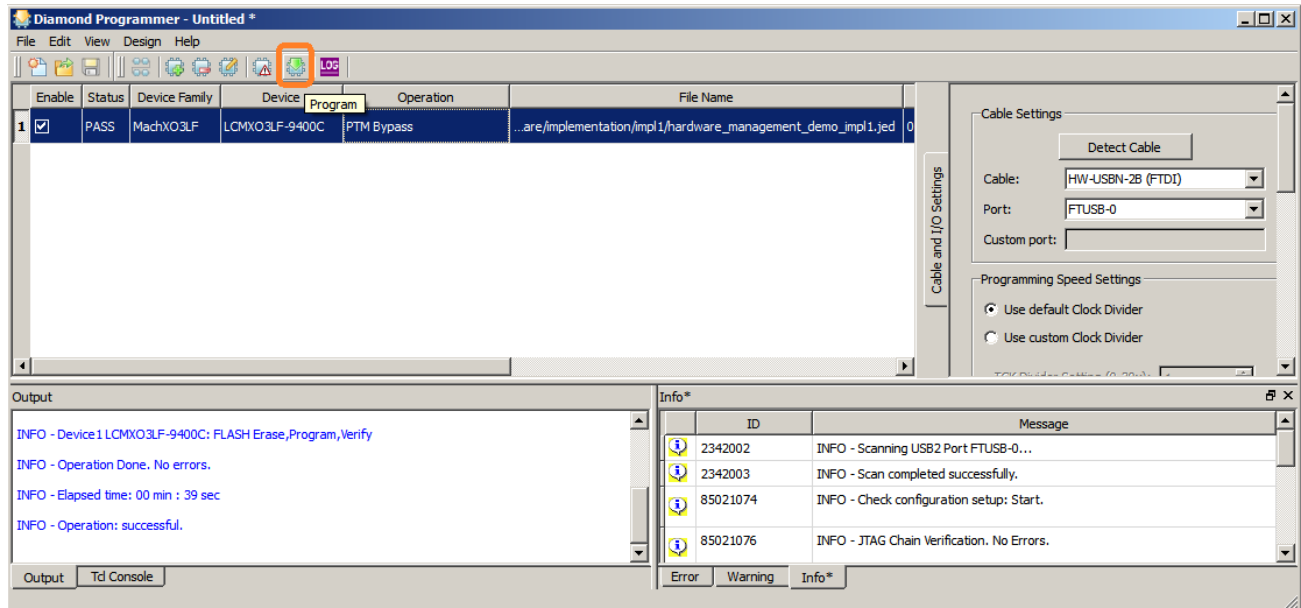 Diamond Programmer - Untitled *
File Edit View Design Help
LOG
Enable Status Device Family Device Operation File Name
Program
1 PASS MachXO3LF LCMXO3LF-9400C PTM Bypass ...are/implementation/impl1/hardware_management_demo_impl1.jed 0
Cable and I/O Settings
Cable Settings
Detect Cable
Cable: HW-USBN-2B (FTDI)
Port: FTUSB-0
Custom port:
Programming Speed Settings
Use default Clock Divider
Use custom Clock Divider
Output
INFO - Device1 LCMXO3LF-9400C: FLASH Erase,Program,Verify
INFO - Operation Done. No errors.
INFO - Elapsed time: 00 min : 39 sec
INFO - Operation: successful.
Output Tcl Console
Info*
ID Message
2342002 INFO - Scanning USB2 Port FTUSB-0...
2342003 INFO - Scan completed successfully.
85021074 INFO - Check configuration setup: Start.
85021076 INFO - JTAG Chain Verification. No Errors.
Error Warning Info*